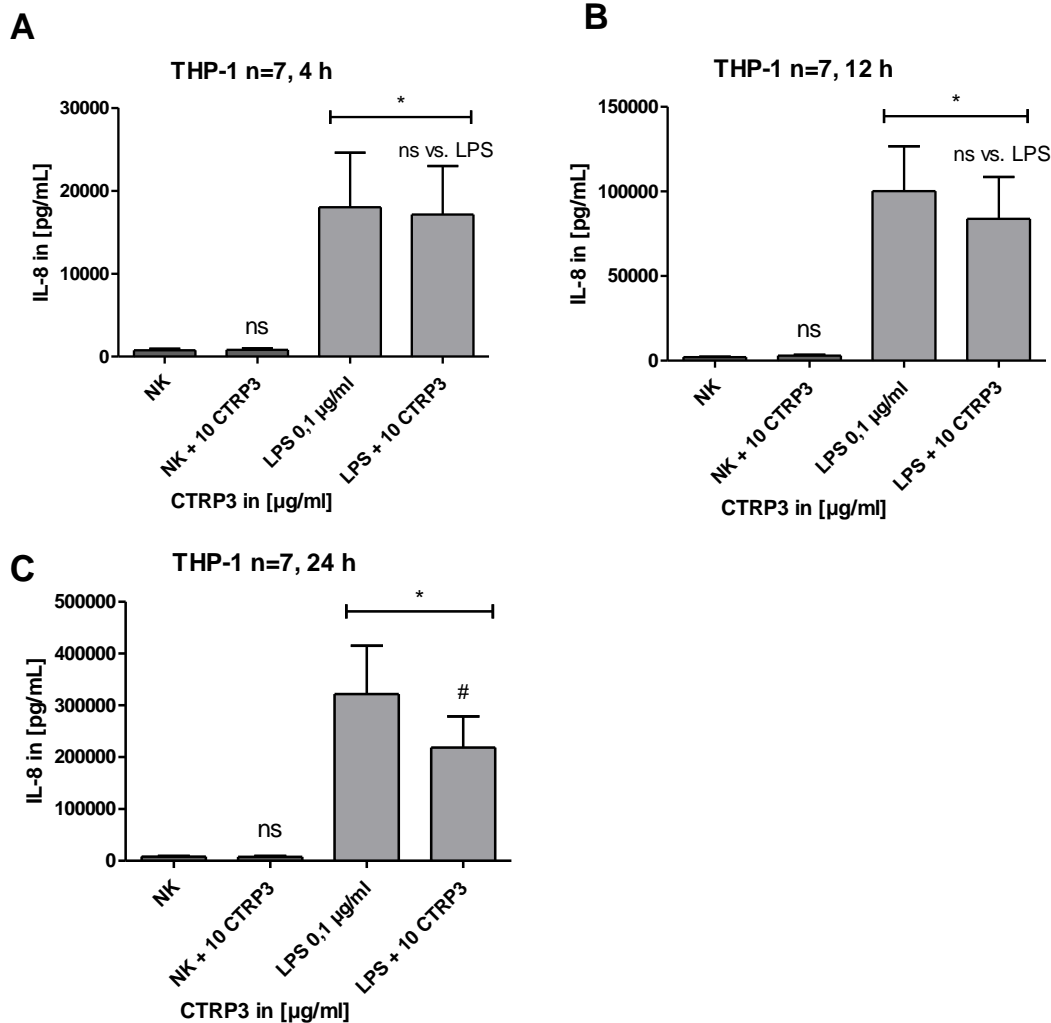 A
THP-1 n=7, 4 h
IL-8 in [pg/mL]
30000
20000
10000
0
*
ns vs. LPS
ns
NK
NK + 10 CTRP3
LPS 0,1 µg/ml
LPS + 10 CTRP3
CTRP3 in [µg/ml]
B
THP-1 n=7, 12 h
IL-8 in [pg/mL]
150000
100000
50000
0
*
ns vs. LPS
ns
NK
NK + 10 CTRP3
LPS 0,1 µg/ml
LPS + 10 CTRP3
CTRP3 in [µg/ml]
C
THP-1 n=7, 24 h
IL-8 in [pg/mL]
500000
400000
300000
200000
100000
0
*
#
ns
NK
NK + 10 CTRP3
LPS 0,1 µg/ml
LPS + 10 CTRP3
CTRP3 in [µg/ml]